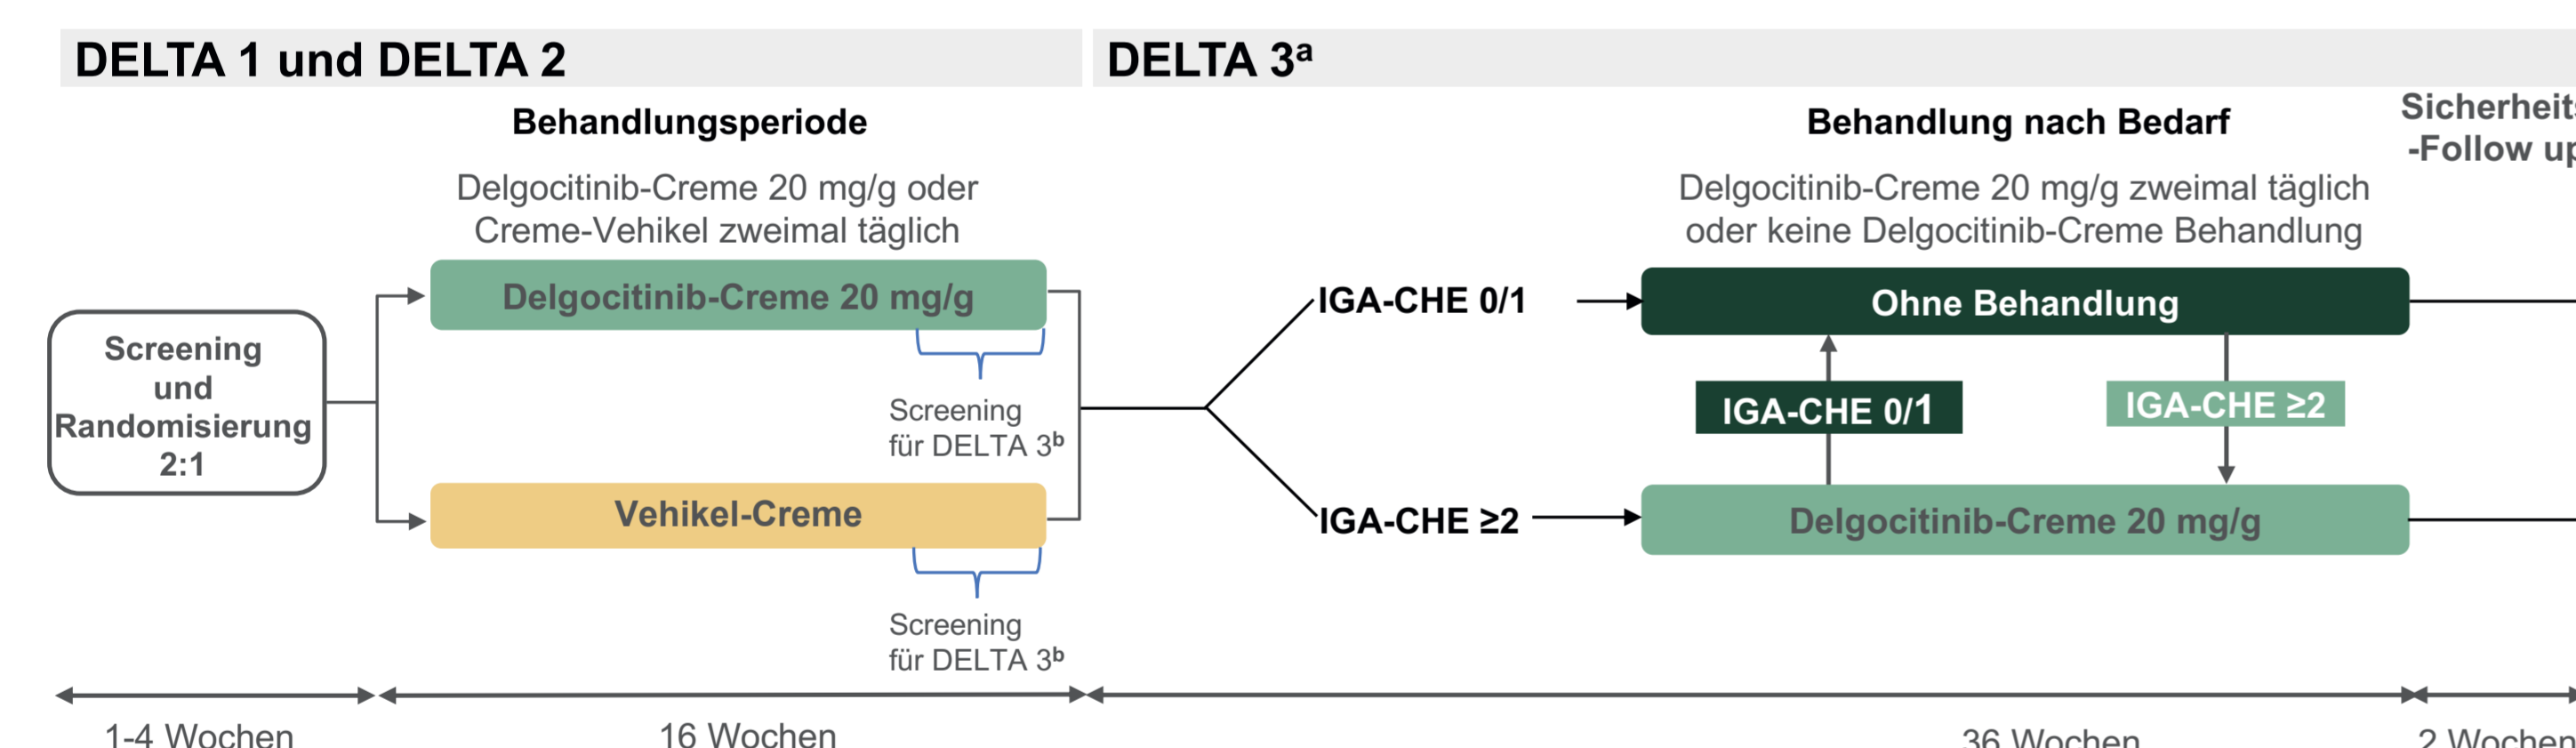 DELTA 1 und DELTA 2
DELTA 3ᵃ
Behandlungsperiode
Delgocitinib-Creme 20 mg/g oder
Creme-Vehikel zweimal täglich
Behandlung nach Bedarf
Delgocitinib-Creme 20 mg/g zweimal täglich
oder keine Delgocitinib-Creme Behandlung
-Follow
Screening
und
Randomisierung
2:1
Delgocitinib-Creme 20 mg/g
Screening
für DELTA 3ᵇ
Vehikel-Creme
Screening
für DELTA 3ᵇ
IGA-CHE 0/1
IGA-CHE ≥2
Ohne Behandlung
IGA-CHE 0/1
IGA-CHE ≥2
Delgocitinib-Creme 20 mg/g
1-4 Wochen
16 Wochen
36 Wochen
2 Wochen